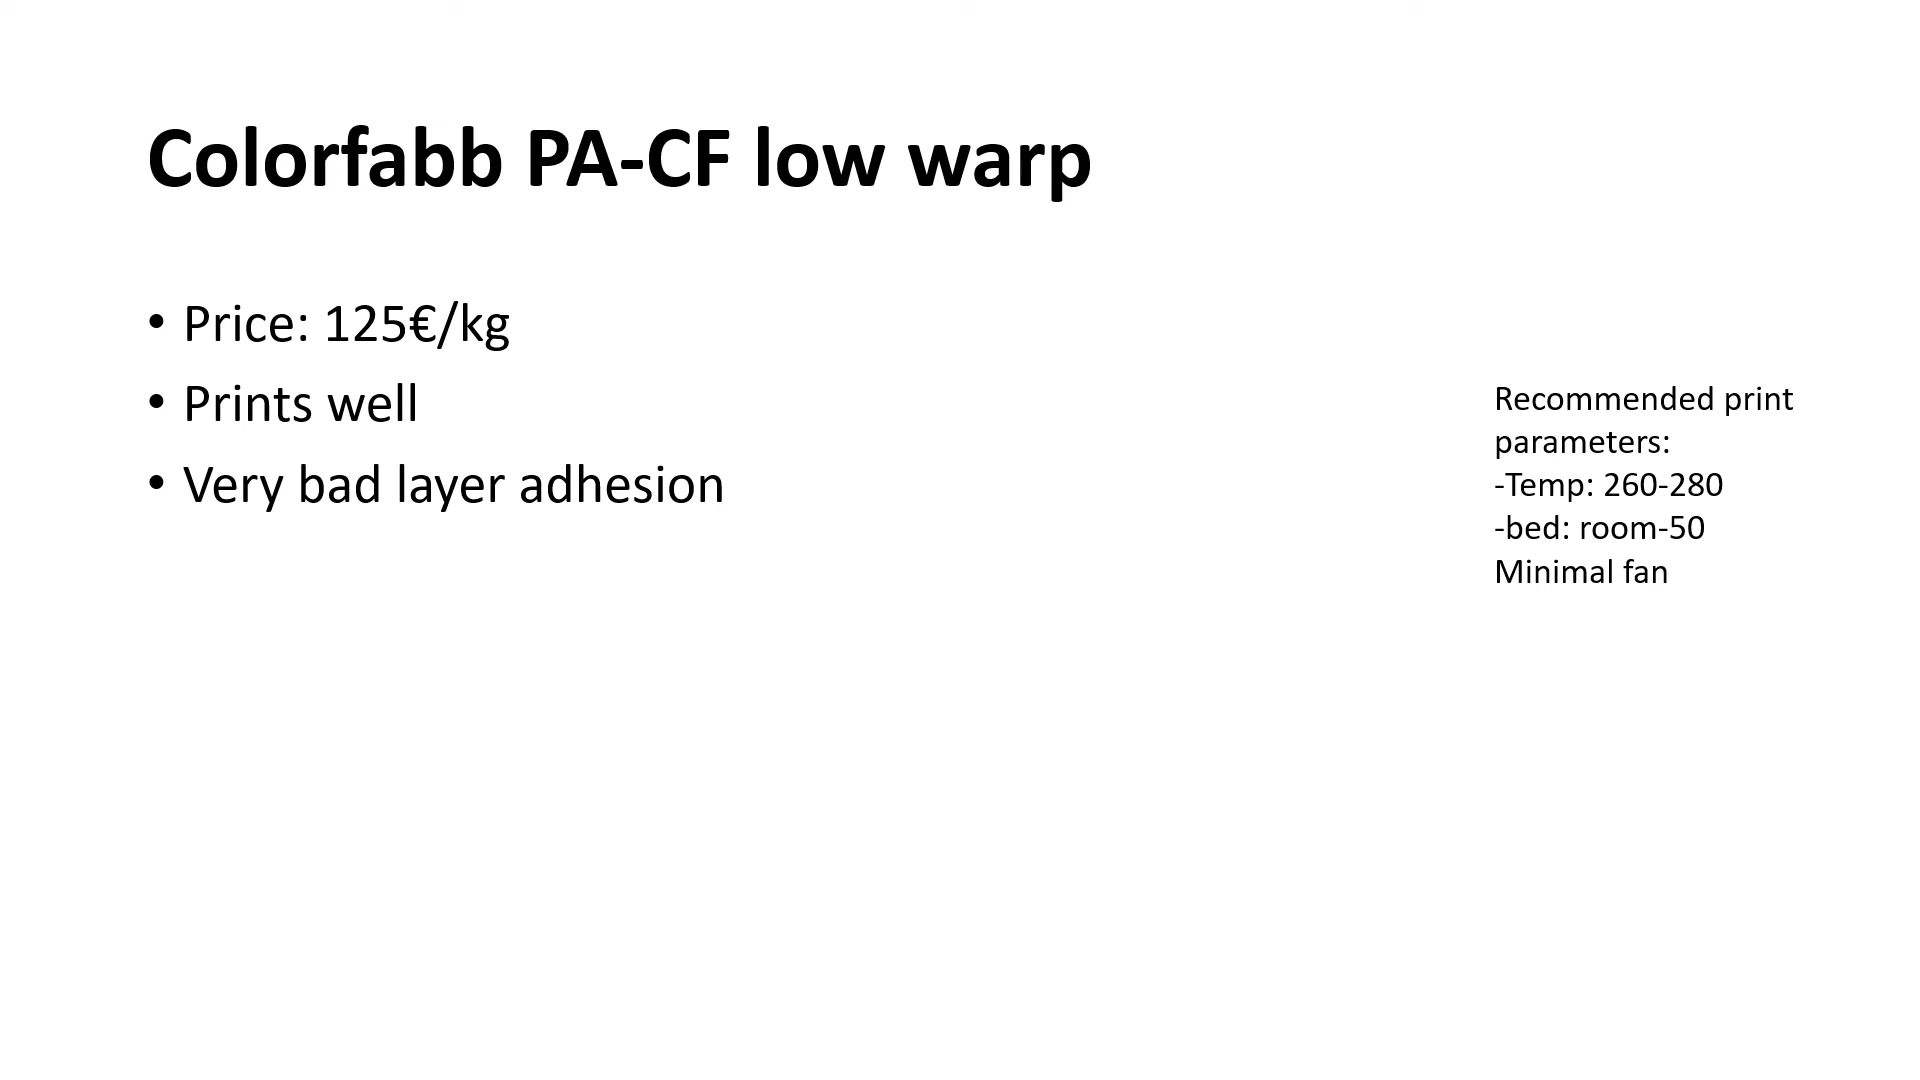 Colorfabb PA-CF low warp
• Price: 125€/kg
• Prints well
• Very bad layer adhesion
Recommended print
parameters:
-Temp: 260-280
-bed: room-50
Minimal fan